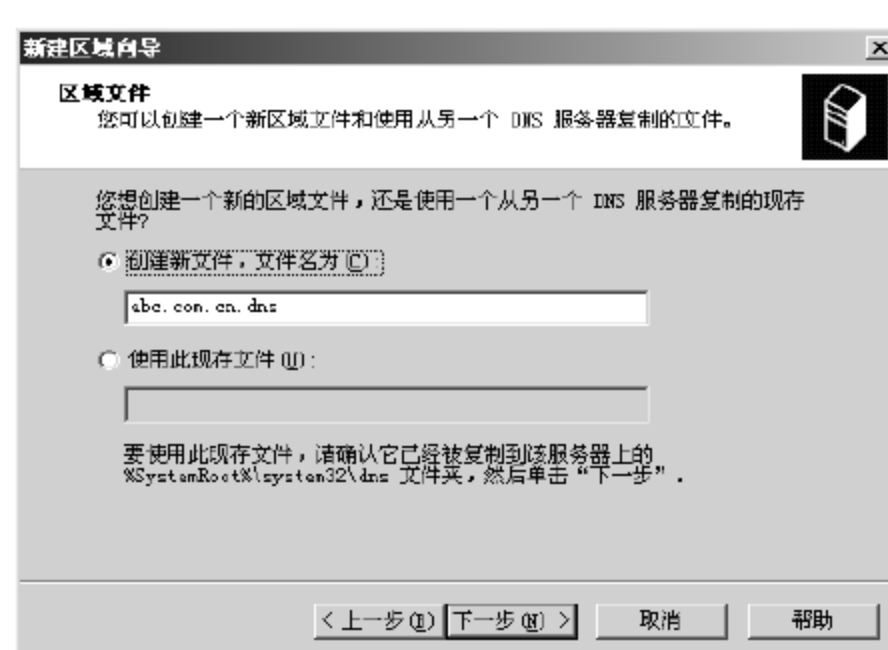 新建区域向导
区域文件
您可以创建一个新区域文件和使用从另一个 DNS 服务器复制的文件。
您想创建一个新的区域文件，还是使用一个从另一个 DNS 服务器复制的现存
文件？
创建新文件，文件名为(C)：
abc.com.cn.dns
使用此现存文件(U)：
要使用此现存文件，请确认它已经被复制到该服务器上的
%SystemRoot%\system32\dns 文件夹，然后单击“下一步”.
<上一步(B)  下一步(N) >  取消  帮助